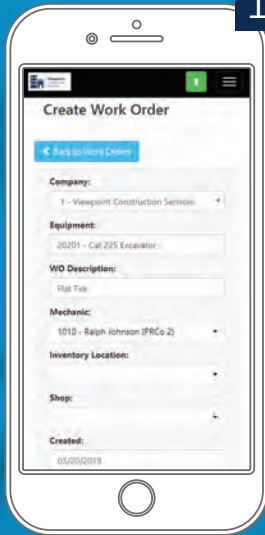 1
Create Work Order
Back to Work Orders
Company:
1 - Viewpoint Construction Services
Equipment:
20201 - Cat 225 Excavator
WO Description:
Flat Tire
Mechanic:
1010 - Ralph Johnson (PRCo 2)
Inventory Location:
Shop:
Created:
03/20/2019